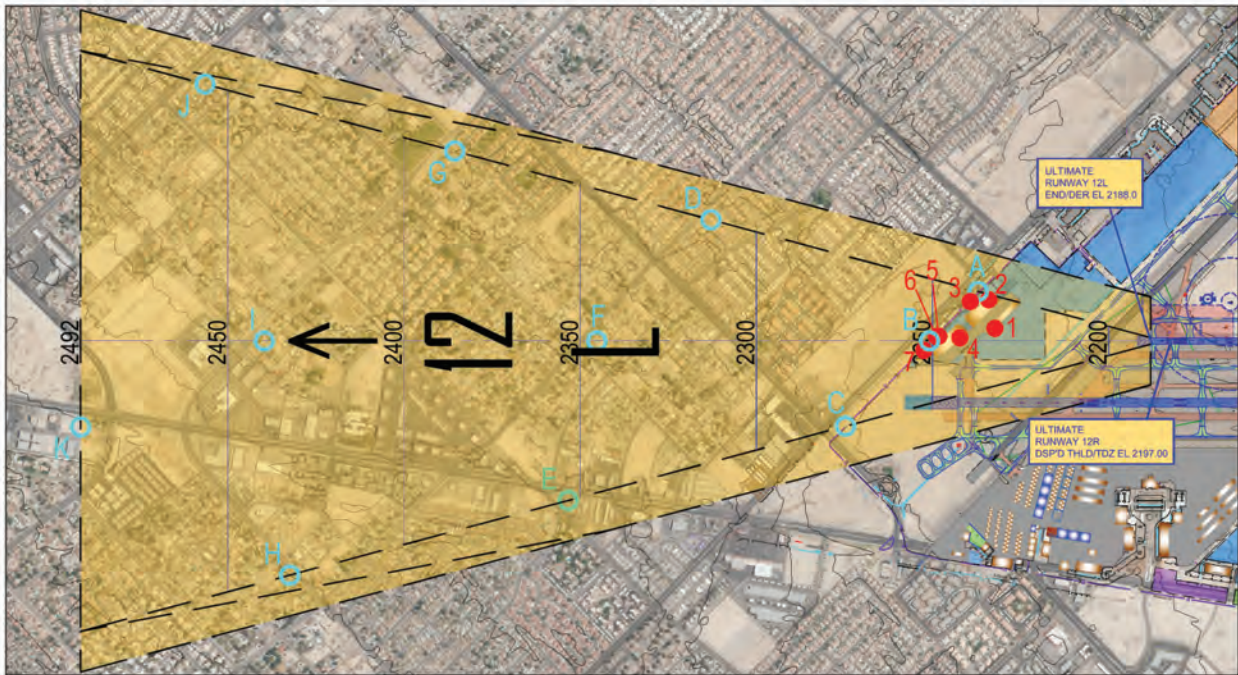 J
G
D
ULTIMATE
RUNWAY 12L
END/DER EL 2188.0
A
6
5
3
2
1
B
4
7
2492
2450
I
2400
12
L
2350
F
2300
2200
C
K
E
H
ULTIMATE
RUNWAY 12R
DSP'D THLD/TDZ EL 2197.00